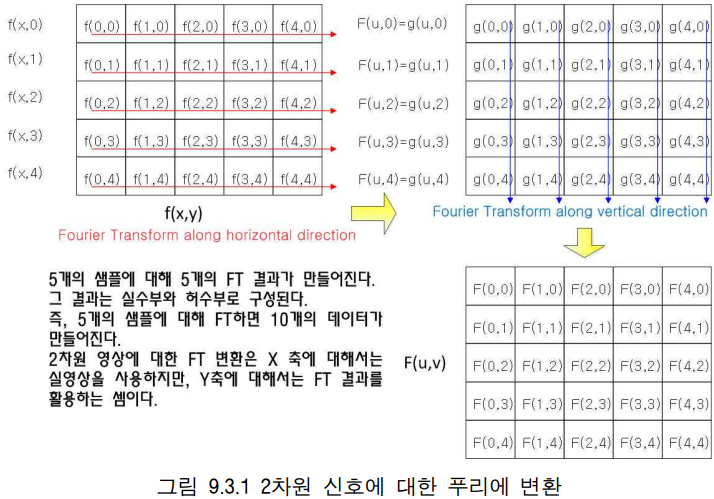 f(x,0) f(0,0) f(1,0) f(2,0) f(3,0) f(4,0) F(u,0)=g(u,0) g(0,0) g(1,0) g(2,0) g(3,0) g(4,0)
f(x,1) f(0,1) f(1,1) f(2,1) f(3,1) f(4,1) F(u,1)=g(u,1) g(0,1) g(1,1) g(2,1) g(3,1) g(4,1)
f(x,2) f(0,2) f(1,2) f(2,2) f(3,2) f(4,2) F(u,2)=g(u,2) g(0,2) g(1,2) g(2,2) g(3,2) g(4,2)
f(x,3) f(0,3) f(1,3) f(2,3) f(3,3) f(4,3) F(u,3)=g(u,3) g(0,3) g(1,3) g(2,3) g(3,3) g(4,3)
f(x,4) f(0,4) f(1,4) f(2,4) f(3,4) f(4,4) F(u,4)=g(u,4) g(0,4) g(1,4) g(2,4) g(3,4) g(4,4)
f(x,y)
Fourier Transform along horizontal direction
Fourier Transform along vertical direction
5개의 샘플에 대해 5개의 FT 결과가 만들어진다.
그 결과는 실수부와 허수부로 구성된다.
즉, 5개의 샘플에 대해 FT하면 10개의 데이터가
만들어진다.
2차원 영상에 대한 FT 변환은 X 축에 대해서는
실영상을 사용하지만, Y축에 대해서는 FT 결과를
활용하는 셈이다.
F(u,v)
F(0,0) F(1,0) F(2,0) F(3,0) F(4,0)
F(0,1) F(1,1) F(2,1) F(3,1) F(4,1)
F(0,2) F(1,2) F(2,2) F(3,2) F(4,2)
F(0,3) F(1,3) F(2,3) F(3,3) F(4,3)
F(0,4) F(1,4) F(2,4) F(3,4) F(4,4)
그림 9.3.1 2차원 신호에 대한 푸리에 변환